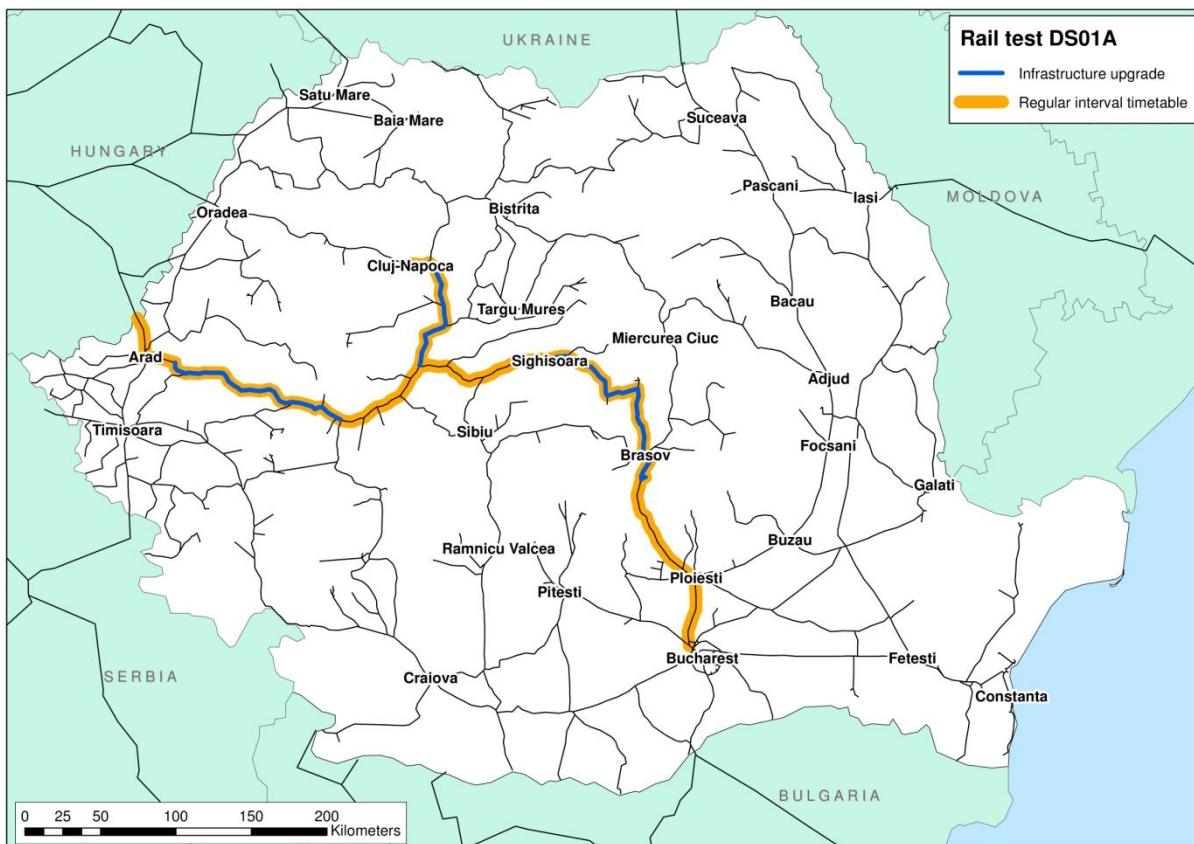 UKRAINE
Rail test DS01A
Infrastructure upgrade
Regular interval timetable
Satu Mare
Baia Mare
Suceava
HUNGARY
Pascani
Iasi
MOLDOVA
Oradea
Bistrita
Cluj-Napoca
Targu Mures
Bacau
Miercurea Ciuc
Arad
Sighisoara
Adjud
Timisoara
Sibiu
Focsani
Brasov
Galati
Ramnicu Valcea
Buzau
Ploiesti
Pitesti
Bucharest
Fetesti
SERBIA
Craiova
Constanta
BULGARIA
0 25 50 100 150 200
Kilometers